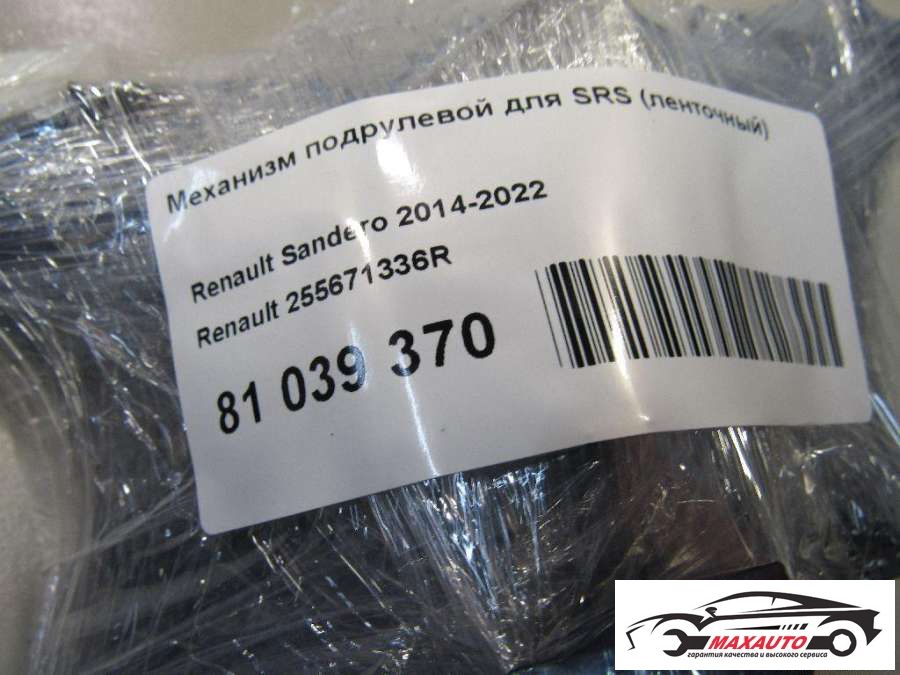 Механизм подрулевой для SRS (ленточный)
Renault Sandero 2014-2022
Renault 255671336R
81 039 370
MAXAUTO
гарантия качества и высокого сервиса